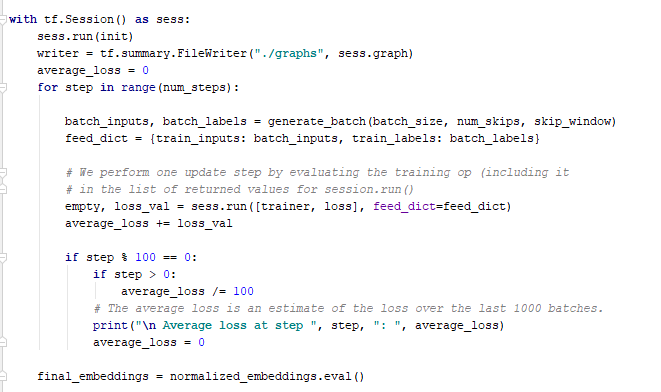 with tf.Session() as sess:
    sess.run(init)
    writer = tf.summary.FileWriter("./graphs", sess.graph)
    average_loss = 0
    for step in range(num_steps):

        batch_inputs, batch_labels = generate_batch(batch_size, num_skips, skip_window)
        feed_dict = {train_inputs: batch_inputs, train_labels: batch_labels}

        # We perform one update step by evaluating the training op (including it
        # in the list of returned values for session.run()
        empty, loss_val = sess.run([trainer, loss], feed_dict=feed_dict)
        average_loss += loss_val

        if step % 100 == 0:
            if step > 0:
                average_loss /= 100
            # The average loss is an estimate of the loss over the last 1000 batches.
            print("\n Average loss at step ", step, ": ", average_loss)
            average_loss = 0

    final_embeddings = normalized_embeddings.eval()